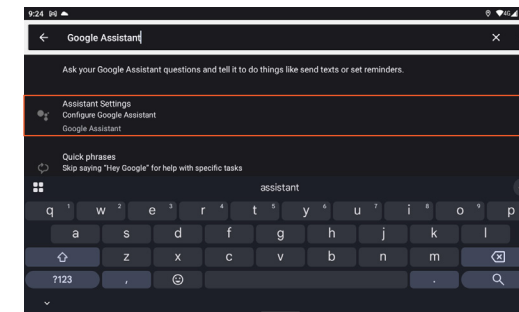 9:24
4G
Google Assistant
Ask your Google Assistant questions and tell it to do things like send texts or set reminders.
Assistant Settings
Configure Google Assistant
Google Assistant
Quick phrases
Skip saying "Hey Google" for help with specific tasks
assistant
q 1 w 2 e 3 r 4 t 5 y 6 u 7 i 8 o 9 p
a s d f g h j k l
z x c v b n m
?123 , .